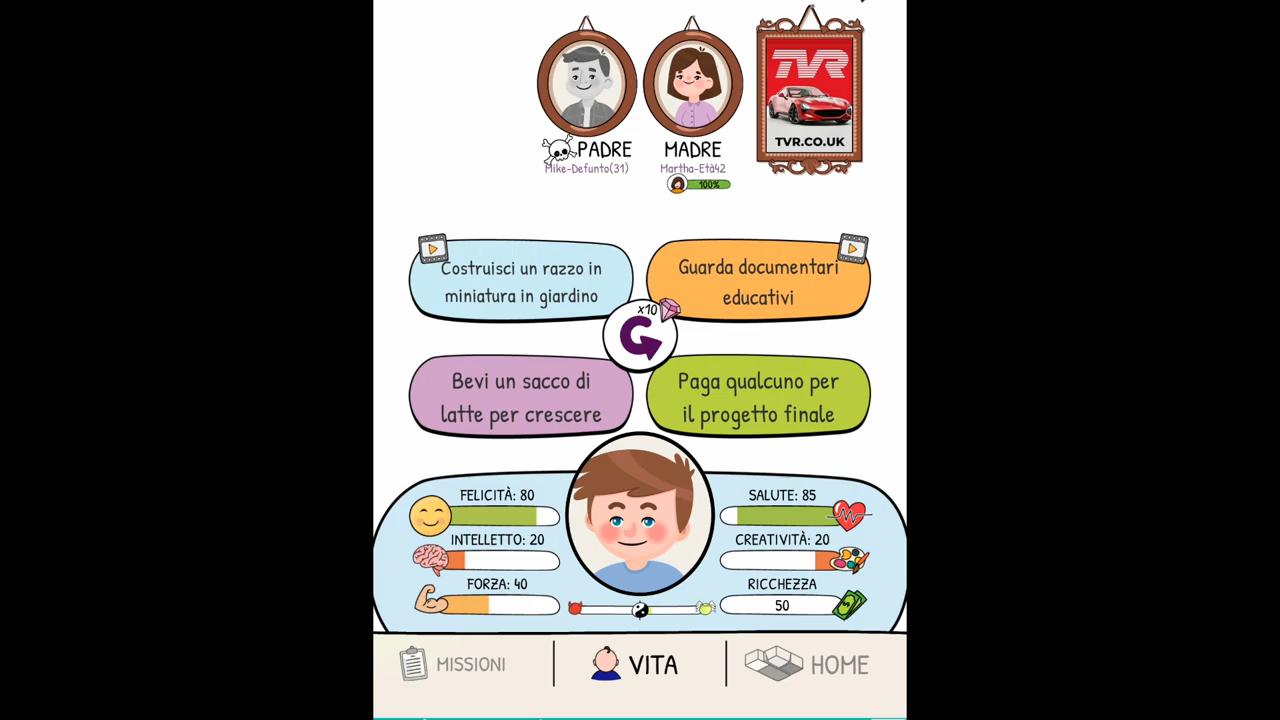 TVR
TVR.CO.UK
PADRE
Mike-Defunto(31)
MADRE
Martha-Età42
100%
Costruisci un razzo in
miniatura in giardino
Guarda documentari
educativi
x10
Bevi un sacco di
latte per crescere
Paga qualcuno per
il progetto finale
FELICITÀ: 80
SALUTE: 85
INTELLETTO: 20
CREATIVITÀ: 20
FORZA: 40
RICCHEZZA
50
MISSIONI
VITA
HOME